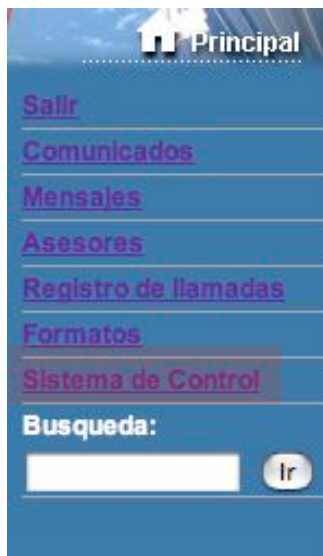 Principal
Salir
Comunicados
Mensajes
Asesores
Registro de llamadas
Formatos
Sistema de Control
Busqueda:
Ir